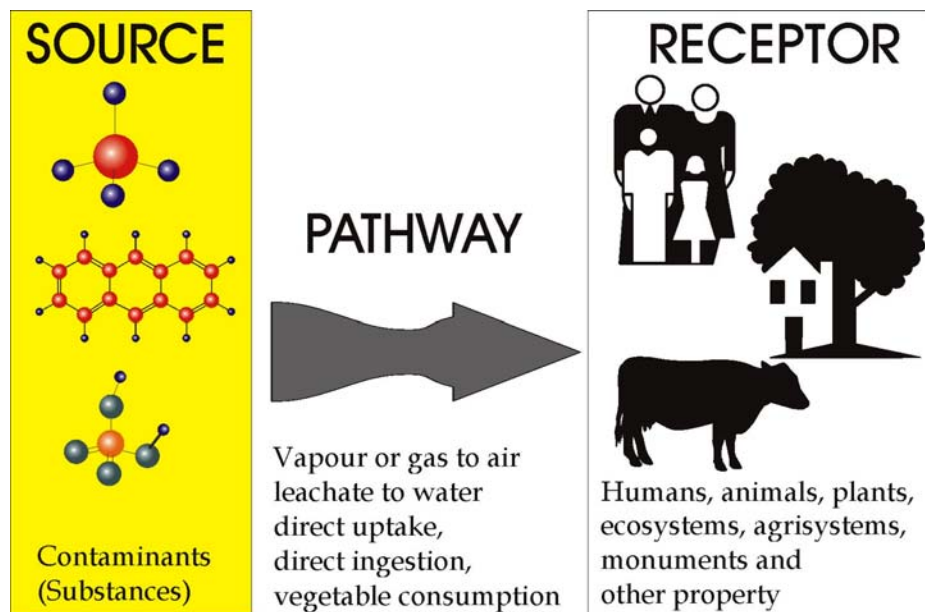 SOURCE
Contaminants
(Substances)
PATHWAY
Vapour or gas to air
leachate to water
direct uptake,
direct ingestion,
vegetable consumption
RECEPTOR
Humans, animals, plants,
ecosystems, agrisystems,
monuments and
other property